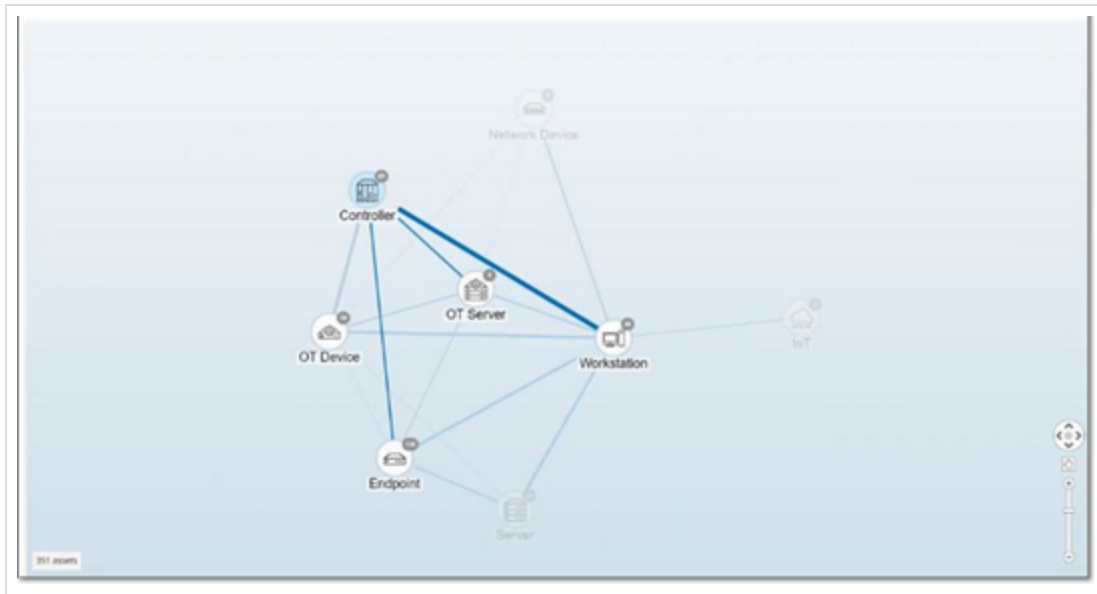 Network Device
Controller
OT Server
OT Device
Workstation
IoT
Endpoint
Server
351 assets